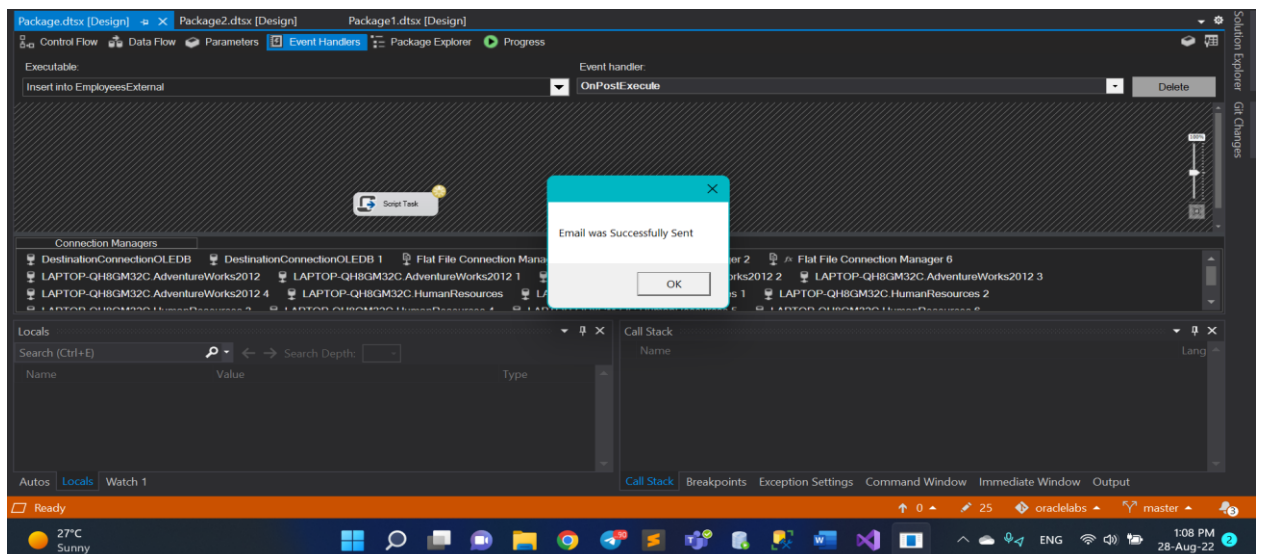 Package.dtsx [Design] Package2.dtsx [Design] Package1.dtsx [Design]
Control Flow Data Flow Parameters Event Handlers Package Explorer Progress
Executable: Event handler:
Insert into EmployeesExternal OnPostExecute Delete
100%
Script Task
Email was Successfully Sent
OK
Connection Managers
DestinationConnectionOLEDB DestinationConnectionOLEDB 1 Flat File Connection Mana er 2 Flat File Connection Manager 6
LAPTOP-QH8GM32C.AdventureWorks2012 LAPTOP-QH8GM32C.AdventureWorks2012 1 rks2012 2 LAPTOP-QH8GM32C.AdventureWorks2012 3
LAPTOP-QH8GM32C.AdventureWorks2012 4 LAPTOP-QH8GM32C.HumanResources s 1 LAPTOP-QH8GM32C.HumanResources 2
Locals
Search (Ctrl+E) Search Depth:
Name Value Type
Autos Locals Watch 1
Call Stack
Name Lang
Call Stack Breakpoints Exception Settings Command Window Immediate Window Output
Solution Explorer
Git Changes
Ready 0 25 oraclelabs master 3
27°C
Sunny
ENG
1:08 PM
28-Aug-22
2